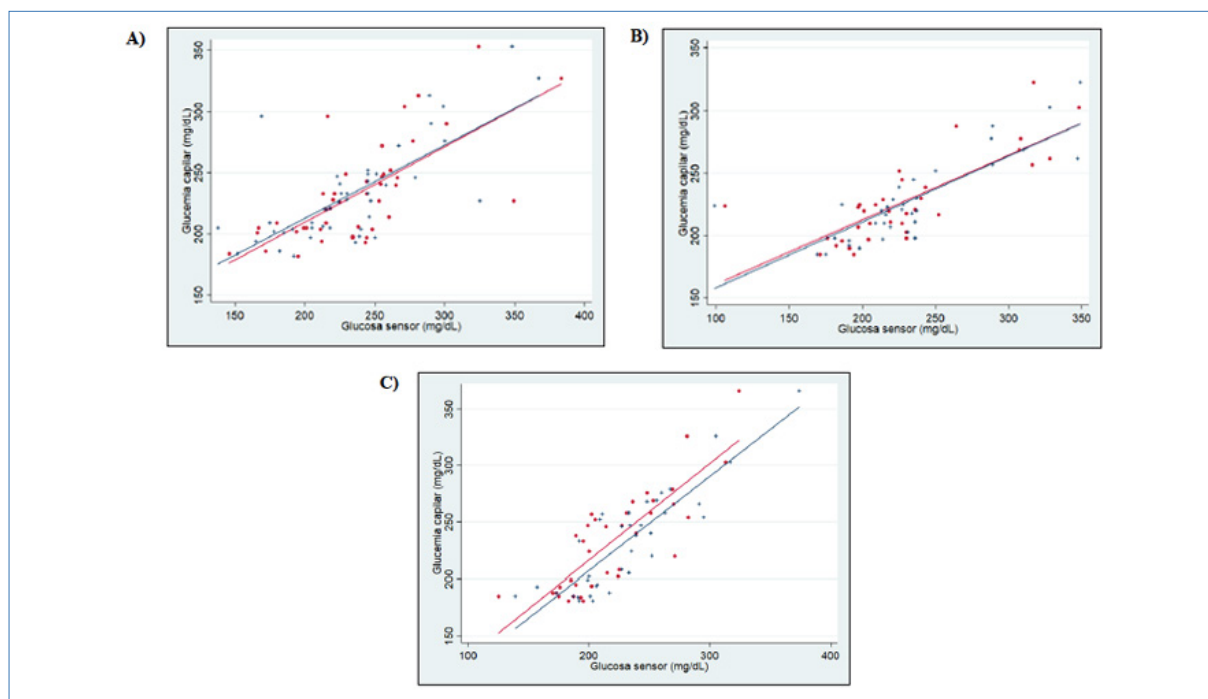 A)
Glucemia capilar (mg/dL)
350
300
250
200
150
150 200 250 300 350 400
Glucosa sensor (mg/dL)
B)
Glucemia capilar (mg/dL)
350
300
250
200
150
100 150 200 250 300 350
Glucosa sensor (mg/dL)
C)
Glucemia capilar (mg/dL)
350
300
250
200
150
100 200 300 400
Glucosa sensor (mg/dL)